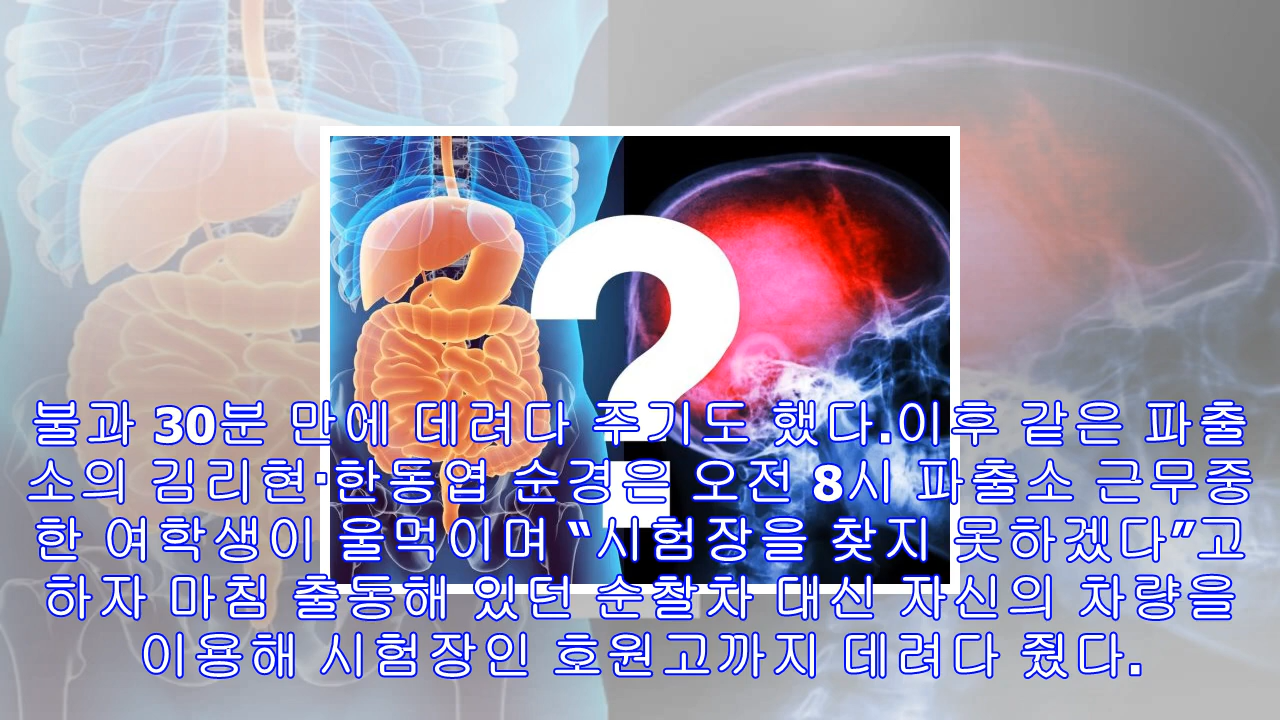 불과 30분 만에 데려다 주기도 했다.이후 같은 파출
소의 김리현·한동엽 순경은 오전 8시 파출소 근무중
한 여학생이 울먹이며 “시험장을 찾지 못하겠다”고
하자 마침 출동해 있던 순찰차 대신 자신의 차량을
이용해 시험장인 호원고까지 데려다 줬다.
?